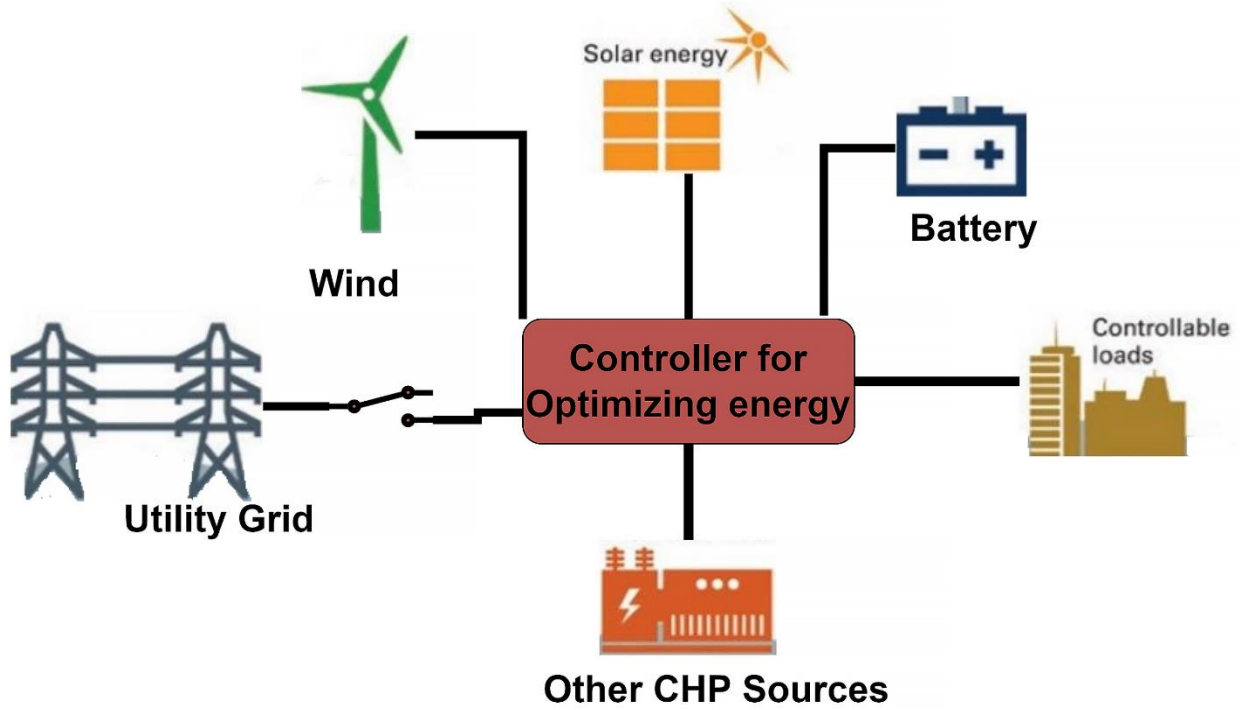 Solar energy
Battery
Wind
Controllable
loads
Controller for
Optimizing energy
Utility Grid
Other CHP Sources